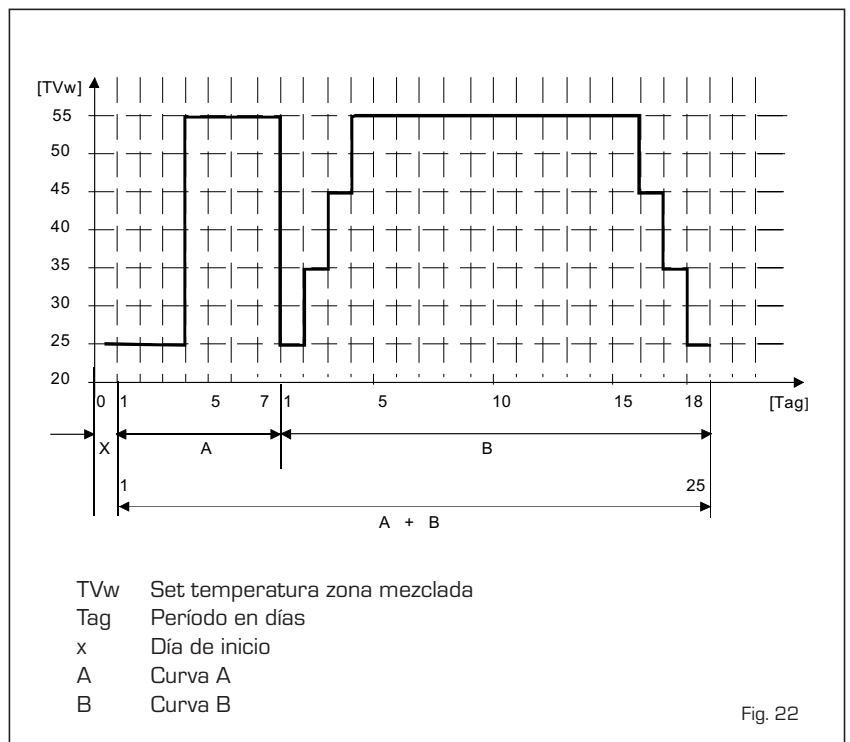 [TVw]
55
50
45
40
35
30
25
20
0 1 5 7 1 5 10 15 18 [Tag]
X A B
1 25
A + B
TVw Set temperatura zona mezclada
Tag Período en días
x Día de inicio
A Curva A
B Curva B
Fig. 22